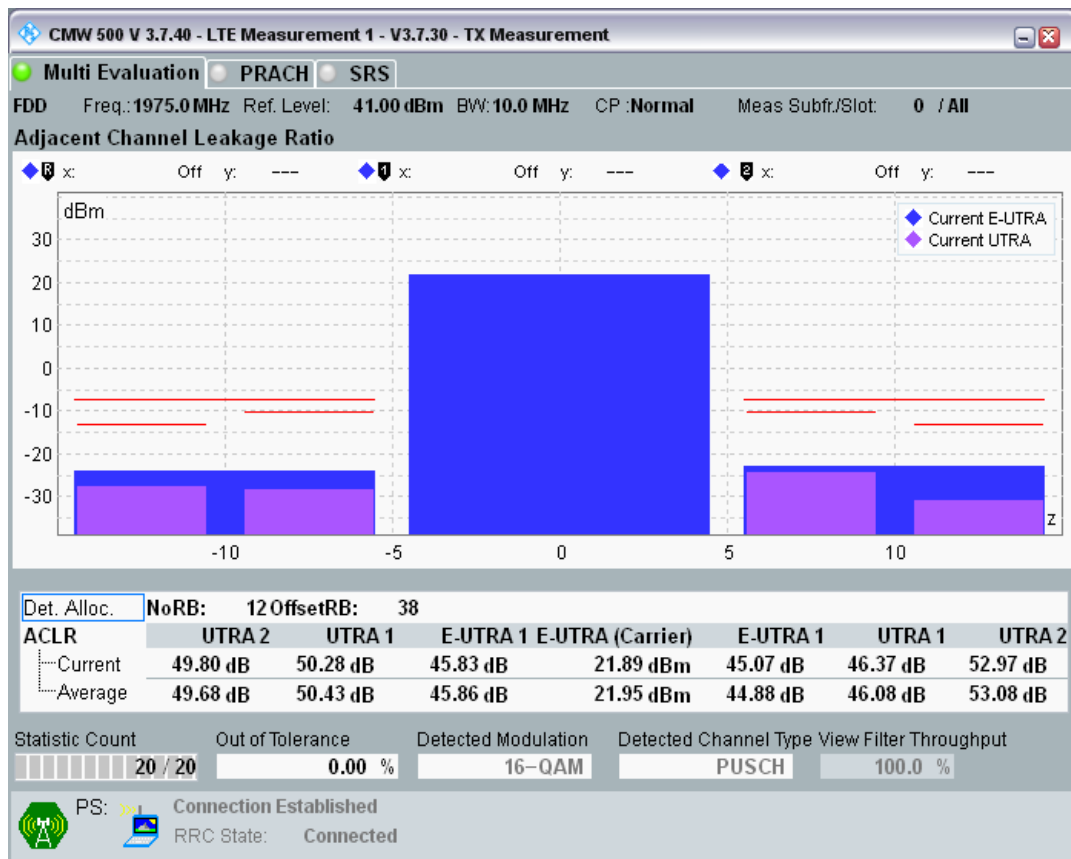 CMW 500 V 3.7.40 - LTE Measurement 1 - V3.7.30 - TX Measurement
Multi Evaluation PRACH SRS
FDD Freq.: 1975.0 MHz Ref. Level: 41.00 dBm BW: 10.0 MHz CP :Normal Meas Subfr./Slot: 0 / All
Adjacent Channel Leakage Ratio
R x: Off y: --- 1 x: Off y: --- 2 x: Off y: ---
dBm
Current E-UTRA
Current UTRA
30
20
10
0
-10
-20
-30
z
-10 -5 0 5 10
Det. Alloc. NoRB: 12 OffsetRB: 38
ACLR UTRA 2 UTRA 1 E-UTRA 1 E-UTRA (Carrier) E-UTRA 1 UTRA 1 UTRA 2
Current 49.80 dB 50.28 dB 45.83 dB 21.89 dBm 45.07 dB 46.37 dB 52.97 dB
Average 49.68 dB 50.43 dB 45.86 dB 21.95 dBm 44.88 dB 46.08 dB 53.08 dB
Statistic Count Out of Tolerance Detected Modulation Detected Channel Type View Filter Throughput
20 / 20 0.00 % 16-QAM PUSCH 100.0 %
PS: Connection Established
RRC State: Connected